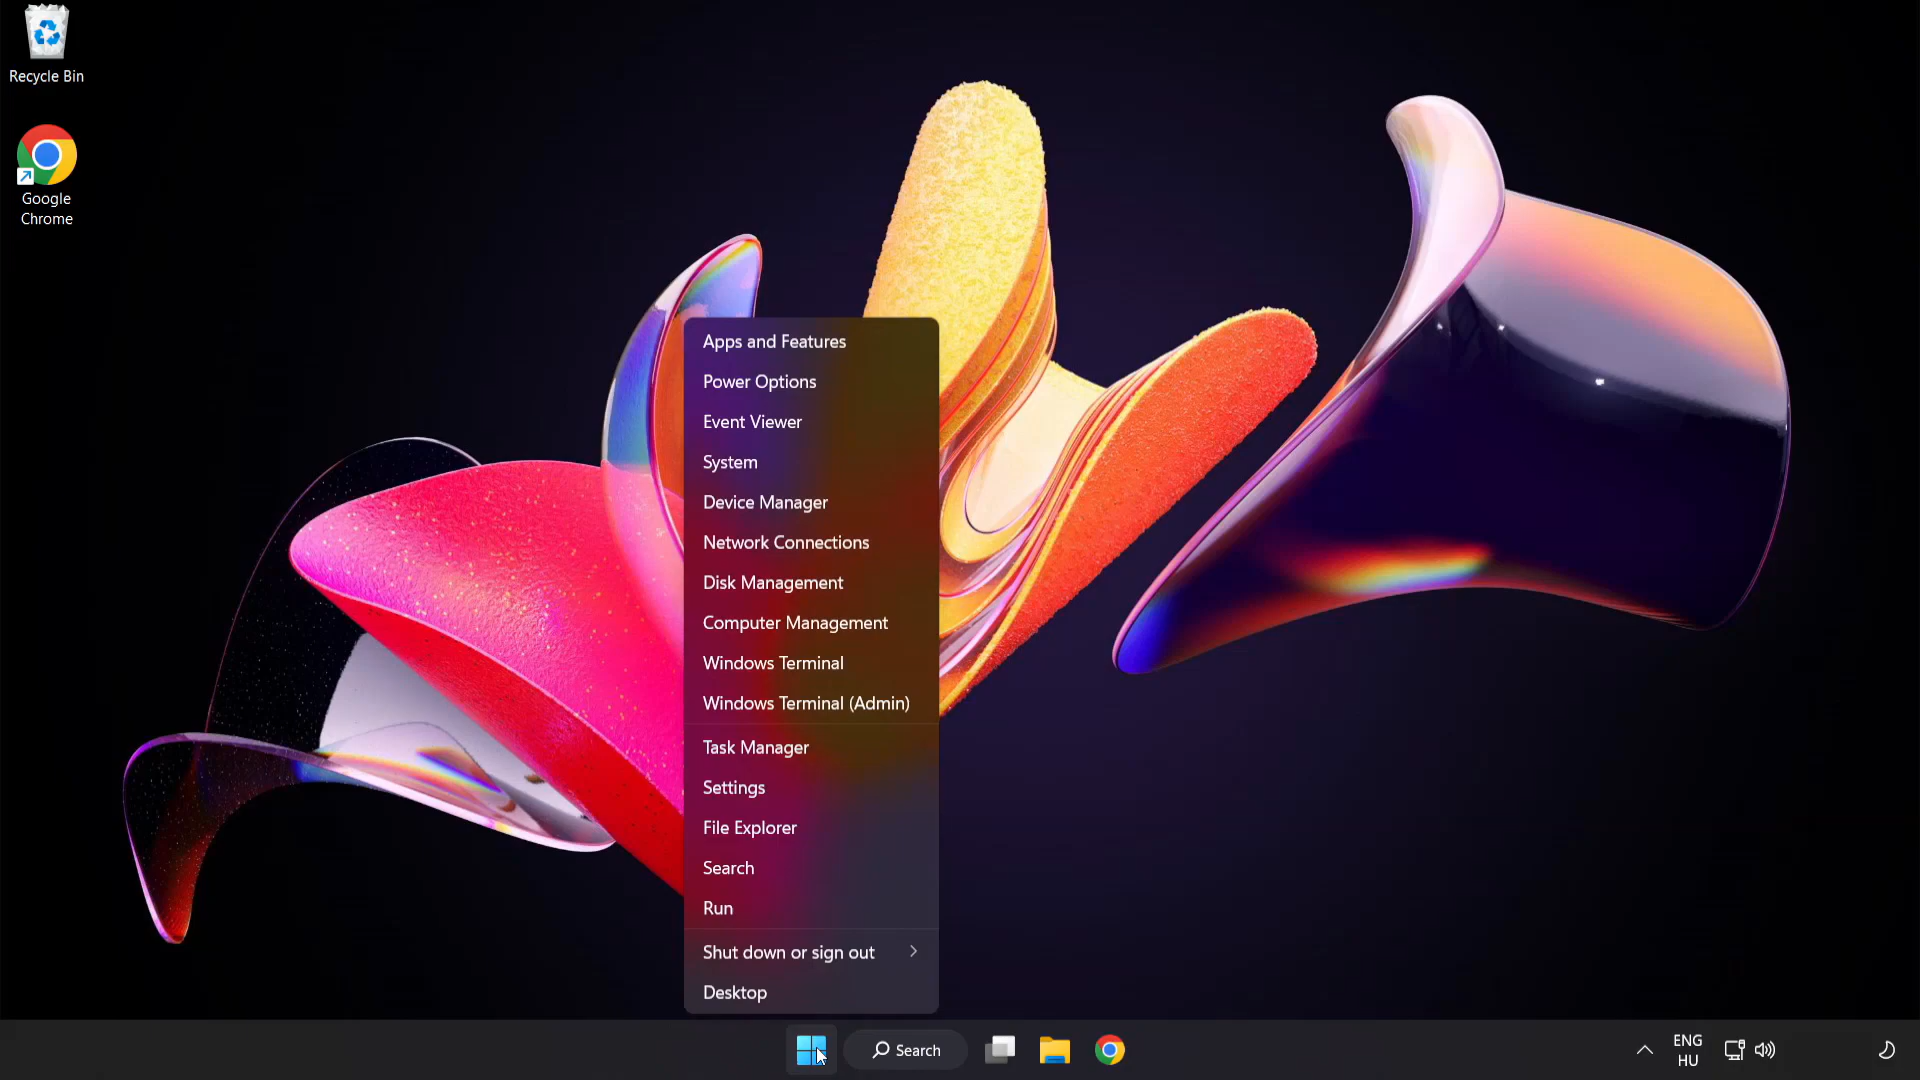 Recycle Bin
Google
Chrome
Apps and Features
Power Options
Event Viewer
System
Device Manager
Network Connections
Disk Management
Computer Management
Windows Terminal
Windows Terminal (Admin)
Task Manager
Settings
File Explorer
Search
Run
Shut down or sign out
Desktop
Search
ENG
HU